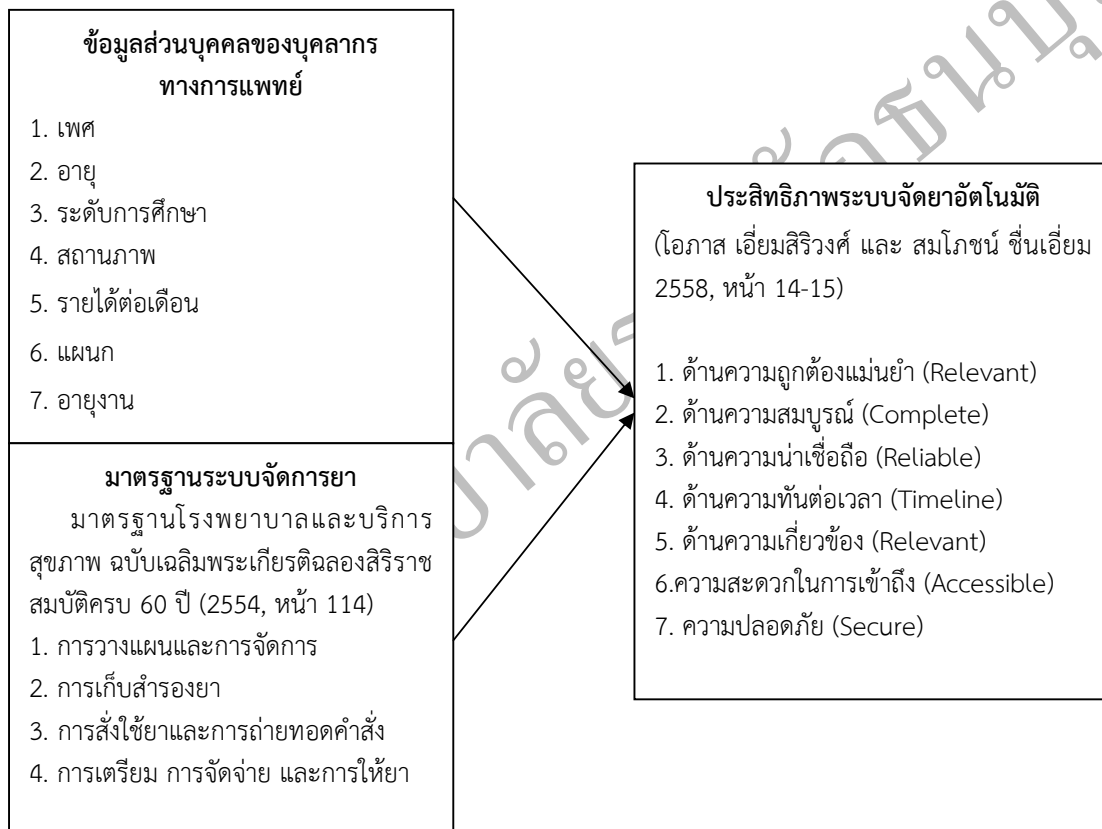 ข้อมูลส่วนบุคคลของบุคลากร
ทางการแพทย์
1. เพศ
2. อายุ
3. ระดับการศึกษา
4. สถานภาพ
5. รายได้ต่อเดือน
6. แผนก
7. อายุงาน
มาตรฐานระบบจัดการยา
มาตรฐานโรงพยาบาลและบริการ
สุขภาพ ฉบับเฉลิมพระเกียรติฉลองสิริราช
สมบัติครบ 60 ปี (2554, หน้า 114)
1. การวางแผนและการจัดการ
2. การเก็บสำรองยา
3. การสั่งใช้ยาและการถ่ายทอดคำสั่ง
4. การเตรียม การจัดจ่าย และการให้ยา
ประสิทธิภาพระบบจัดยาอัตโนมัติ
(โอภาส เอี่ยมสิริวงศ์ และ สมโภชน์ ชื่นเอี่ยม
2558, หน้า 14-15)
1. ด้านความถูกต้องแม่นยำ (Relevant)
2. ด้านความสมบูรณ์ (Complete)
3. ด้านความน่าเชื่อถือ (Reliable)
4. ด้านความทันต่อเวลา (Timeline)
5. ด้านความเกี่ยวข้อง (Relevant)
6.ความสะดวกในการเข้าถึง (Accessible)
7. ความปลอดภัย (Secure)